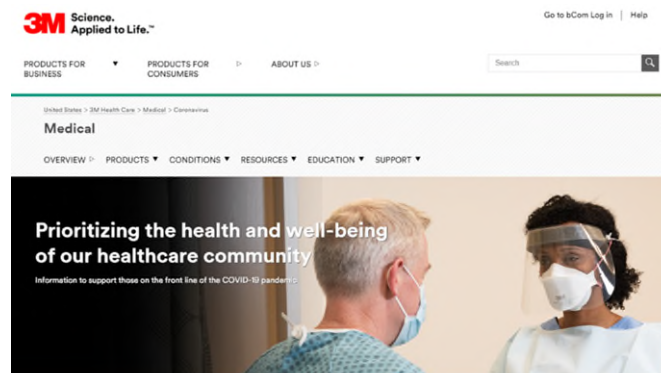 3M Science.
Applied to Life.™
Go to bCom Log in | Help
PRODUCTS FOR BUSINESS
PRODUCTS FOR CONSUMERS
ABOUT US
Search
United States > 3M Health Care > Medical > Coronavirus
Medical
OVERVIEW PRODUCTS CONDITIONS RESOURCES EDUCATION SUPPORT
Prioritizing the health and well-being
of our healthcare community
Information to support those on the front line of the COVID-19 pandemic